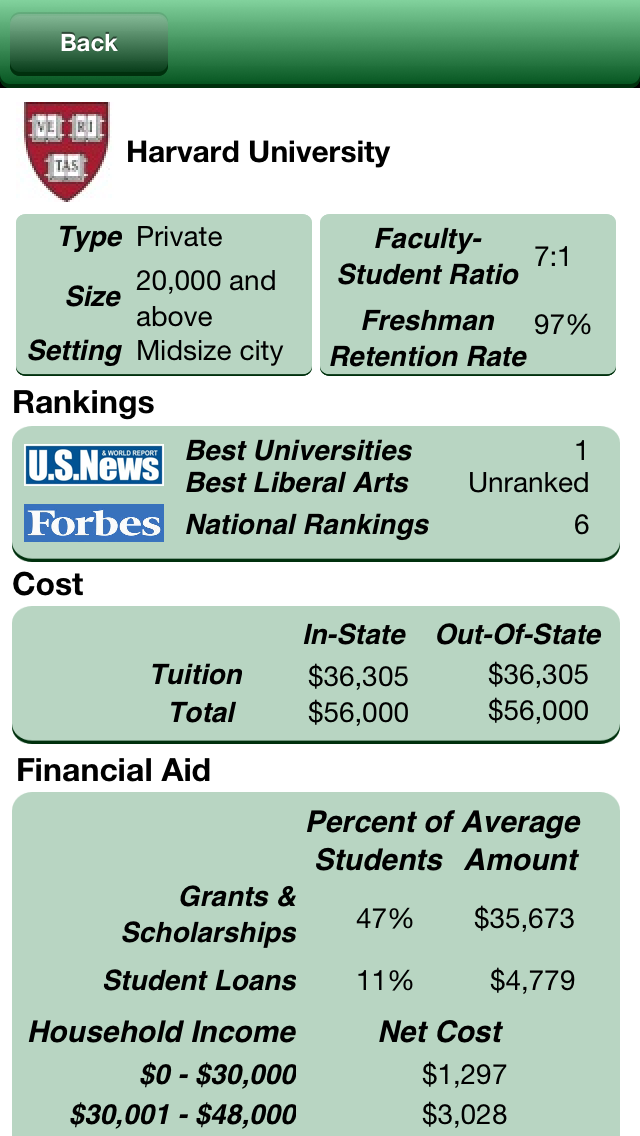 Back
VE RI
TAS
Harvard University
Type Private
Size 20,000 and
above
Setting Midsize city
Faculty-
Student Ratio 7:1
Freshman
Retention Rate 97%
Rankings
U.S.News & WORLD REPORT
Best Universities 1
Best Liberal Arts Unranked
Forbes National Rankings 6
Cost
In-State Out-Of-State
Tuition $36,305 $36,305
Total $56,000 $56,000
Financial Aid
Percent of Average
Students Amount
Grants &
Scholarships 47% $35,673
Student Loans 11% $4,779
Household Income Net Cost
$0 - $30,000 $1,297
$30,001 - $48,000 $3,028